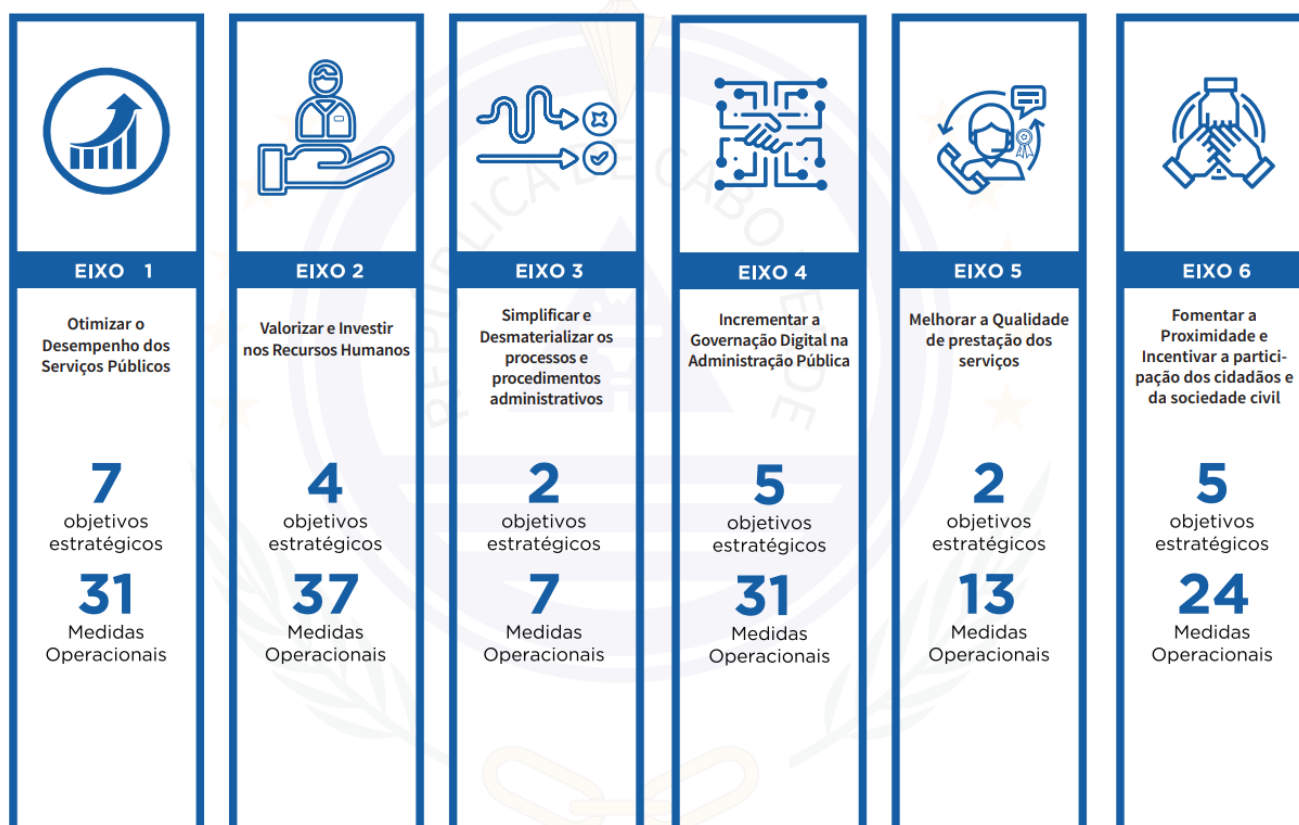 EIXO 1
Otimizar o
Desempenho dos
Serviços Públicos
7
objetivos
estratégicos
31
Medidas
Operacionais
EIXO 2
Valorizar e Investir
nos Recursos Humanos
4
objetivos
estratégicos
37
Medidas
Operacionais
EIXO 3
Simplificar e
Desmaterializar os
processos e
procedimentos
administrativos
2
objetivos
estratégicos
7
Medidas
Operacionais
EIXO 4
Incrementar a
Governação Digital na
Administração Pública
5
objetivos
estratégicos
31
Medidas
Operacionais
EIXO 5
Melhorar a Qualidade
de prestação dos
serviços
2
objetivos
estratégicos
13
Medidas
Operacionais
EIXO 6
Fomentar a
Proximidade e
Incentivar a partici-
pação dos cidadãos e
da sociedade civil
5
objetivos
estratégicos
24
Medidas
Operacionais
REPÚBLICA DE CABO VERDE